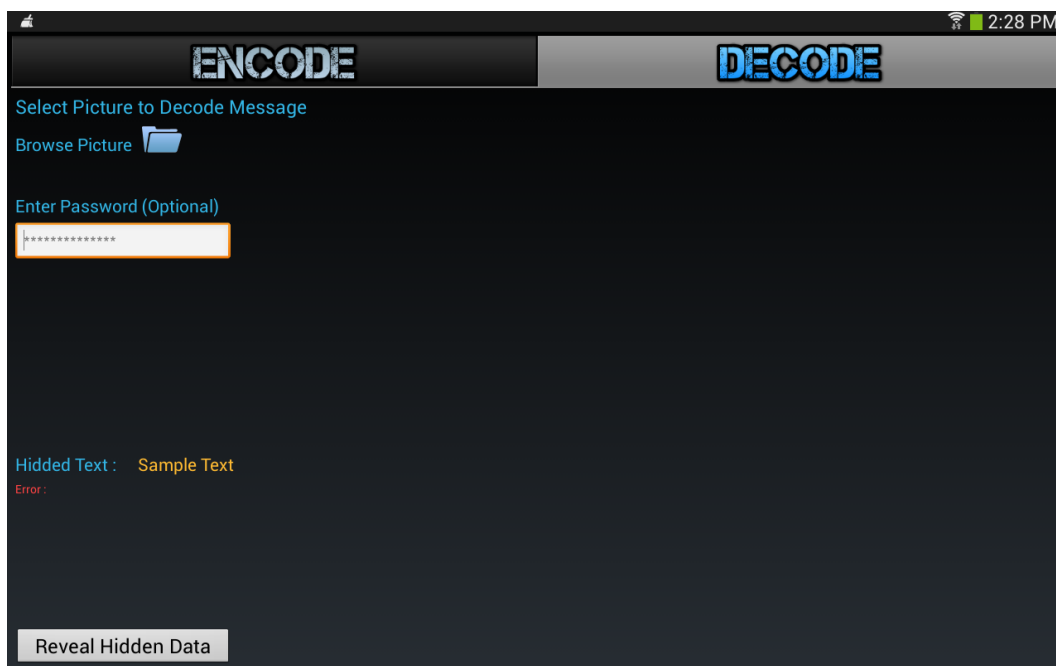 2:28 PM
ENCODE DECODE
Select Picture to Decode Message
Browse Picture
Enter Password (Optional)
**************
Hidded Text : Sample Text
Error :
Reveal Hidden Data